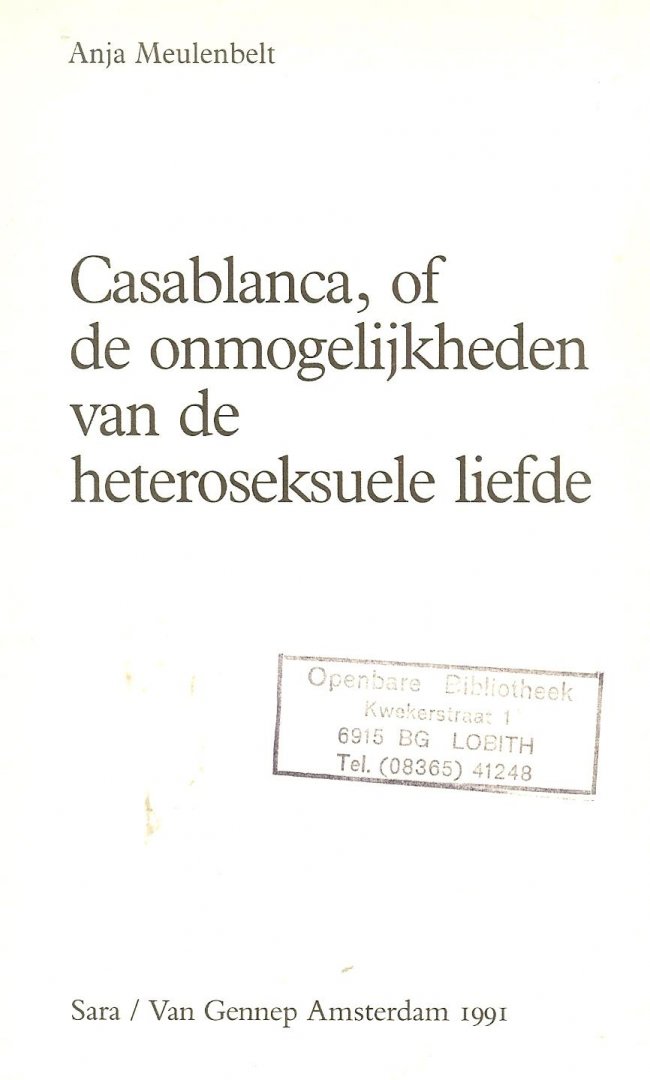 Anja Meulenbelt
Casablanca, of
de onmogelijkheden
van de
heteroseksuele liefde
Openbare Bibliotheek
Kwekerstraat 1
6915 BG LOBITH
Tel. (08365) 41248
Sara / Van Gennep Amsterdam 1991